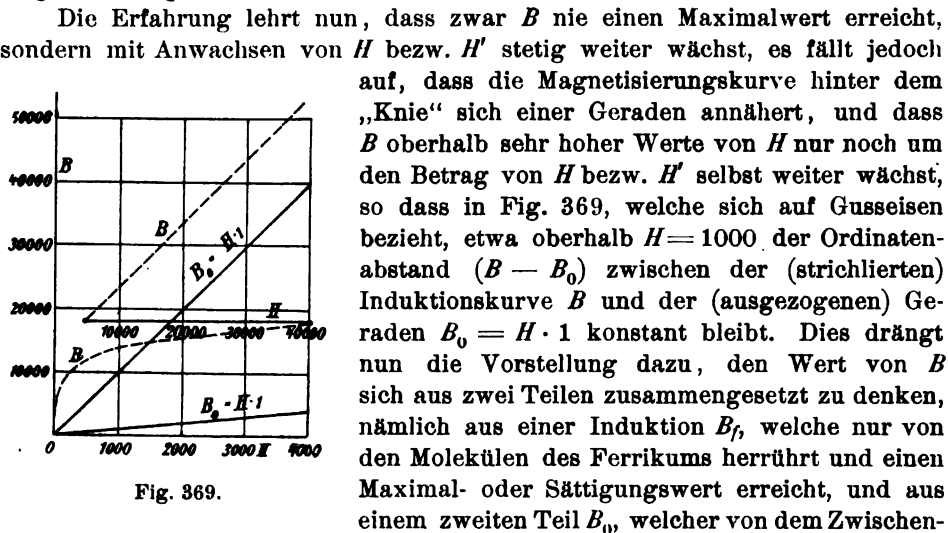 Die Erfahrung lehrt nun, dass zwar B nie einen Maximalwert erreicht,
sondern mit Anwachsen von H bezw. H′ stetig weiter wächst, es fällt jedoch
auf, dass die Magnetisierungskurve hinter dem
„Knie“ sich einer Geraden annähert, und dass
B oberhalb sehr hoher Werte von H nur noch um
den Betrag von H bezw. H′ selbst weiter wächst,
so dass in Fig. 369, welche sich auf Gusseisen
bezieht, etwa oberhalb H = 1000 der Ordinaten-
abstand (B — B₀) zwischen der (strichlierten)
Induktionskurve B und der (ausgezogenen) Ge-
raden B₀ = H · 1 konstant bleibt. Dies drängt
nun die Vorstellung dazu, den Wert von B
sich aus zwei Teilen zusammengesetzt zu denken,
nämlich aus einer Induktion B_f, welche nur von
den Molekülen des Ferrikums herrührt und einen
Maximal- oder Sättigungswert erreicht, und aus
einem zweiten Teil B₀, welcher von dem Zwischen-
50000
B
40000
B
30000
B₀ = H·1
20000
H
10000 20000 30000 40000
B
10000
B₀ = H·1
0 1000 2000 3000 H 4000
Fig. 369.